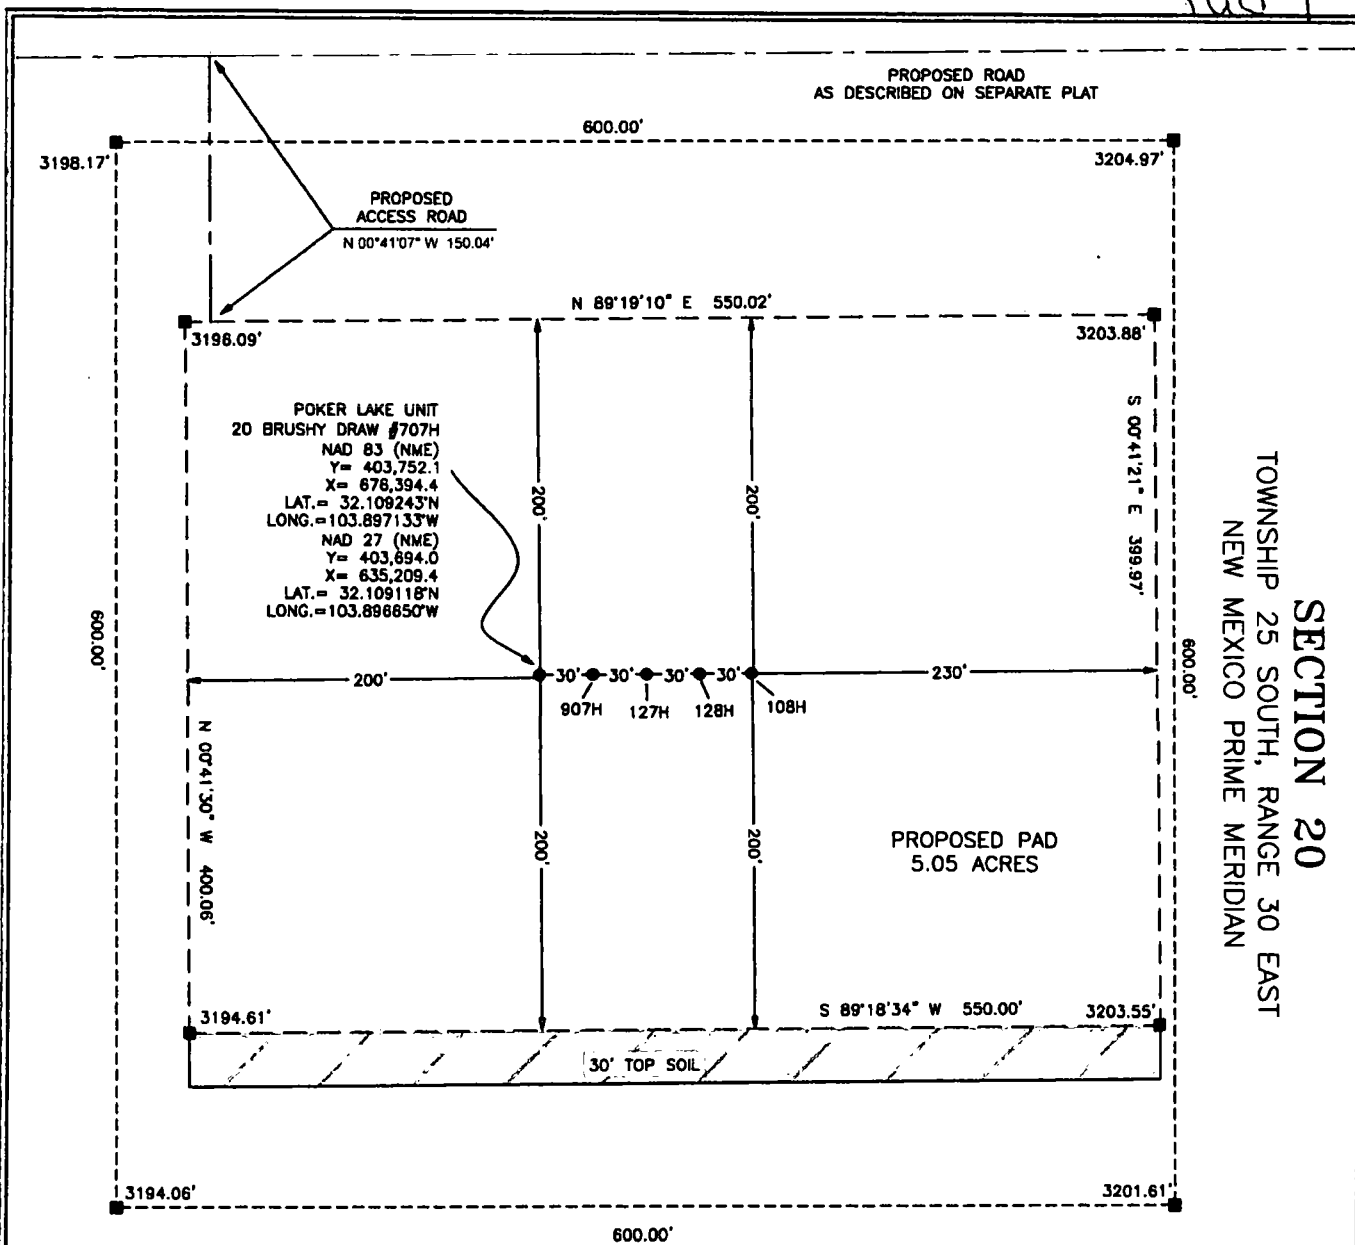 PROPOSED ROAD
AS DESCRIBED ON SEPARATE PLAT
600.00'
3198.17'
3204.97'
PROPOSED
ACCESS ROAD
N 00°41'07" W 150.04'
N 89°19'10" E 550.02'
3198.09'
3203.88'
POKER LAKE UNIT
20 BRUSHY DRAW #707H
NAD 83 (NME)
Y= 403,752.1
X= 676,394.4
LAT.= 32.109243°N
LONG.=103.897133°W
NAD 27 (NME)
Y= 403,694.0
X= 635,209.4
LAT.= 32.109118°N
LONG.=103.896650°W
200'
200'
S 00°41'21" E 399.97'
600.00'
600.00'
200'
30'
30'
30'
30'
230'
907H
127H
128H
108H
N 00°41'30" W 400.06'
200'
200'
PROPOSED PAD
5.05 ACRES
3194.61'
S 89°18'34" W 550.00'
3203.55'
30' TOP SOIL
3194.06'
3201.61'
600.00'
SECTION 20
TOWNSHIP 25 SOUTH, RANGE 30 EAST
NEW MEXICO PRIME MERIDIAN